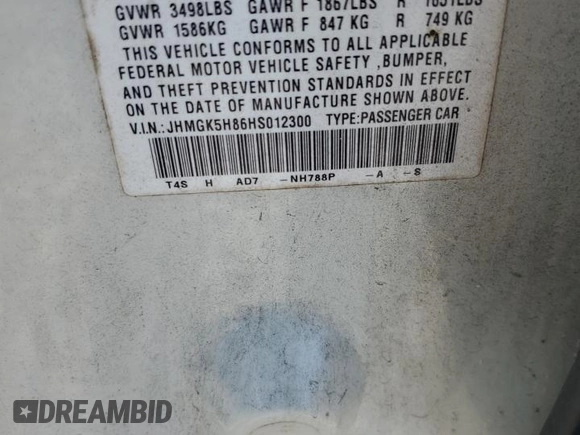 GVWR 3498LBS GAWR F 1867LBS R 1651LBS
GVWR 1586KG GAWR F 847 KG R 749 KG
THIS VEHICLE CONFORMS TO ALL APPLICABLE
FEDERAL MOTOR VEHICLE SAFETY ,BUMPER,
AND THEFT PREVENTION STANDARDS IN EFFECT
ON THE DATE OF MANUFACTURE SHOWN ABOVE.
V.I.N.: JHMGK5H86HS012300 TYPE:PASSENGER CAR
T4S H AD7 -NH788P -A -S
DREAMBID